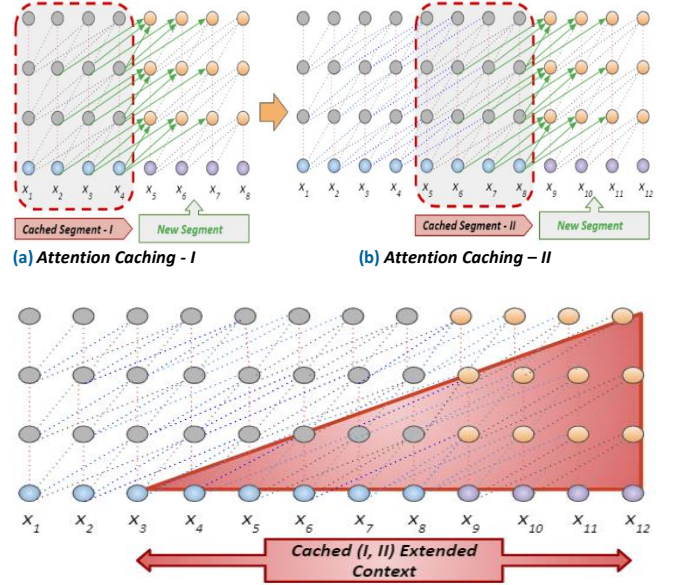 x1 x2 x3 x4 x5 x6 x7 x8
x1 x2 x3 x4 x5 x6 x7 x8 x9 x10 x11 x12
Cached Segment - I
New Segment
Cached Segment - II
New Segment
(a) Attention Caching - I
(b) Attention Caching – II
x1 x2 x3 x4 x5 x6 x7 x8 x9 x10 x11 x12
Cached (I, II) Extended
Context